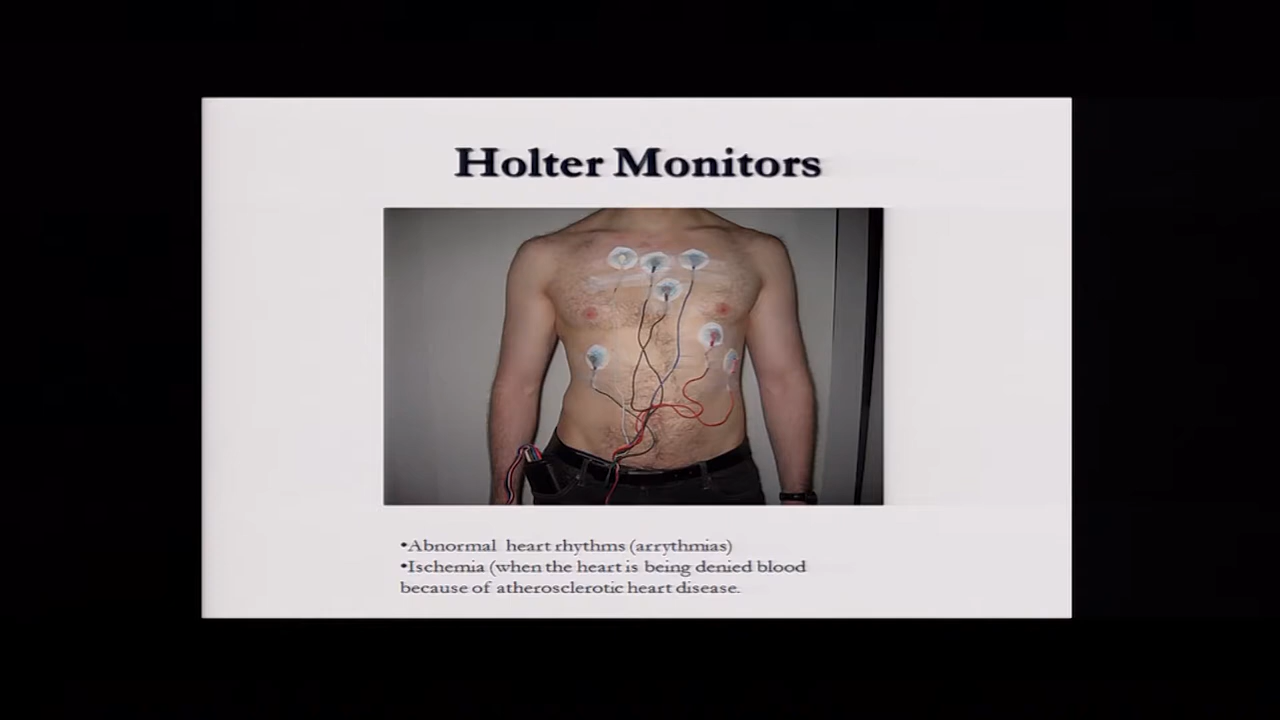 Holter Monitors
•Abnormal heart rhythms (arrythmias)
•Ischemia (when the heart is being denied blood
because of atherosclerotic heart disease.